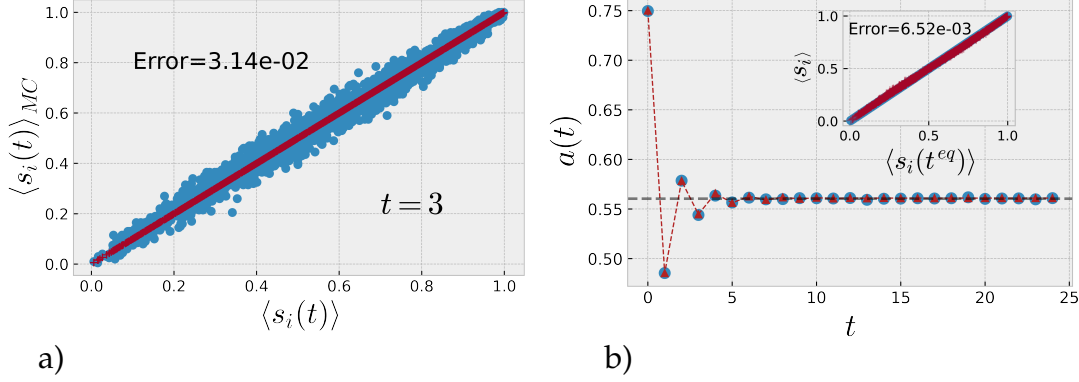 1.0
0.8
0.6
0.4
0.2
0.0
⟨s_i(t)⟩_MC
Error=3.14e-02
t=3
0.0 0.2 0.4 0.6 0.8 1.0
⟨s_i(t)⟩
a)
0.75
0.70
0.65
0.60
0.55
0.50
a(t)
0 5 10 15 20 25
t
b)
1.0
0.5
0.0
⟨s_i⟩
Error=6.52e-03
0.0 0.5 1.0
⟨s_i(t^{eq})⟩